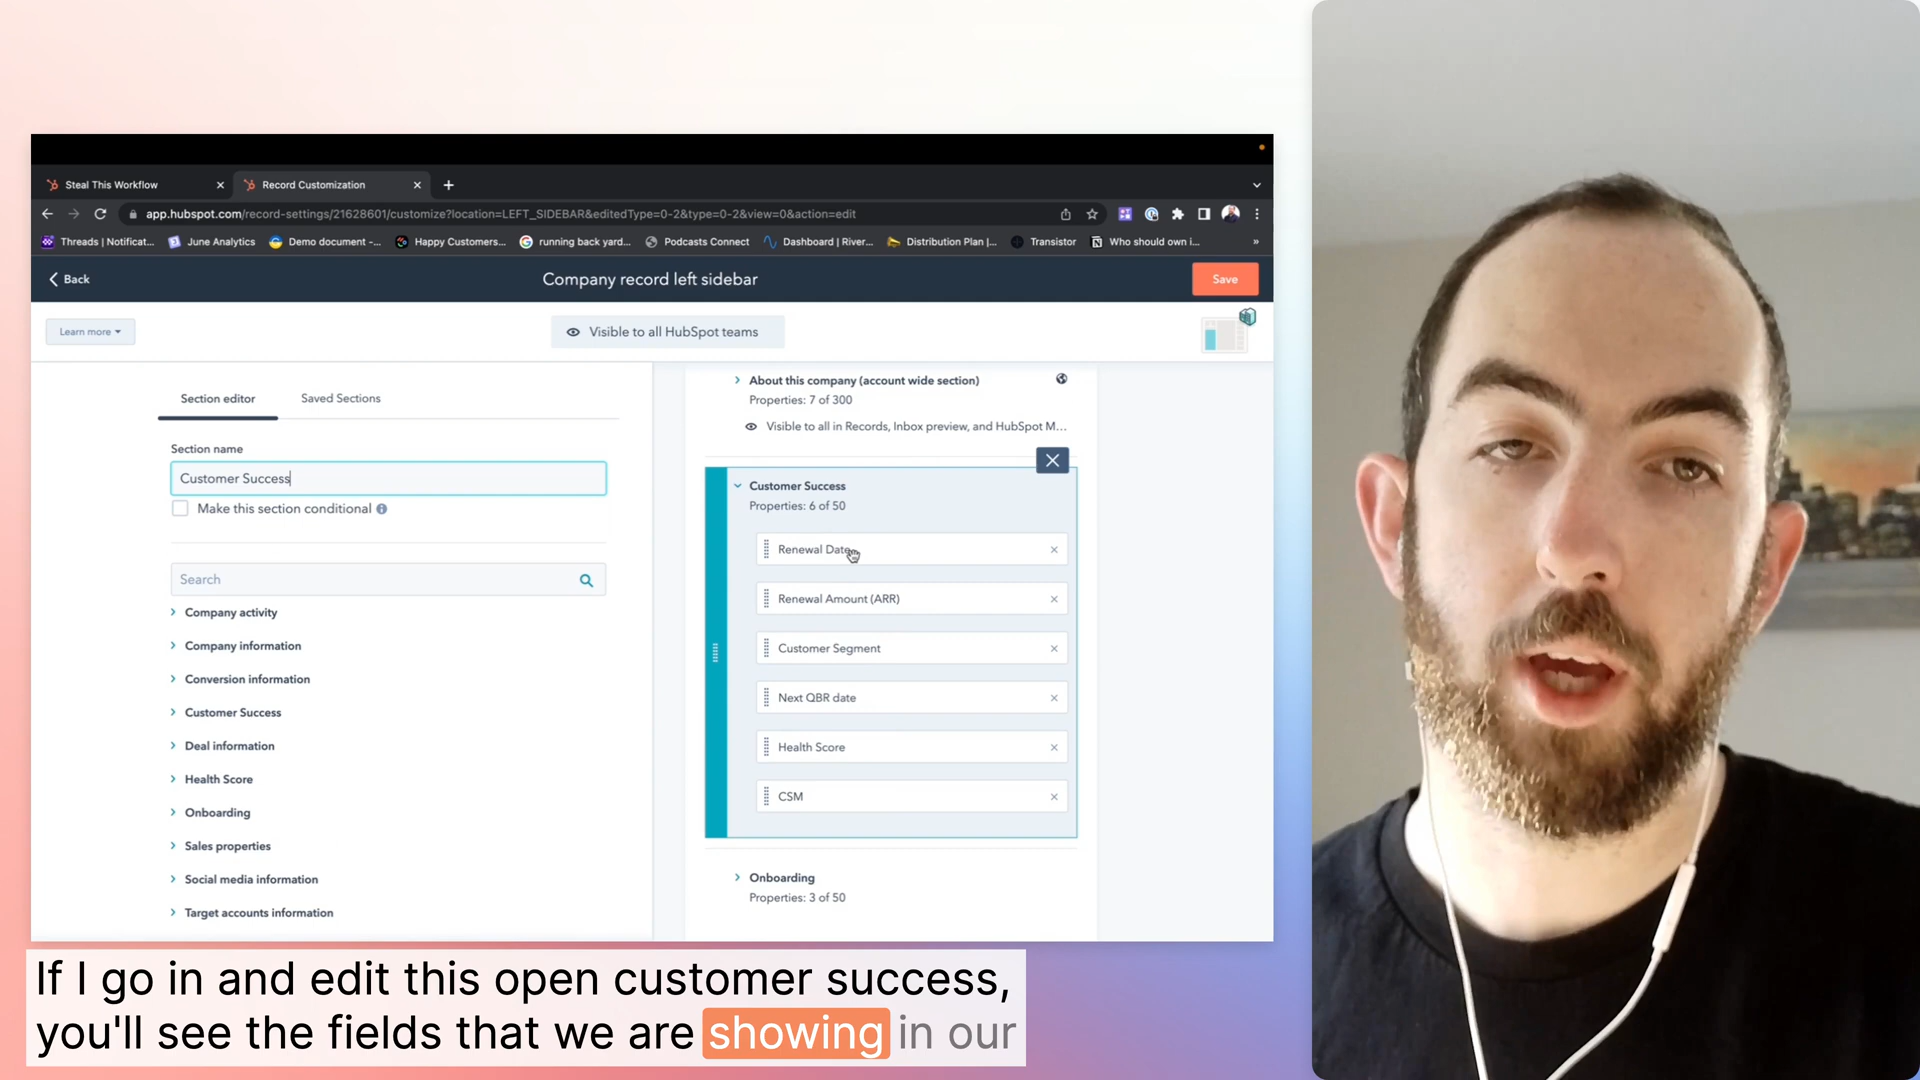 Steal This Workflow
Record Customization
app.hubspot.com/record-settings/21628601/customize?location=LEFT_SIDEBAR&editedType=0-2&type=0-2&view=0&action=edit
Threads | Notificat...
June Analytics
Demo document -...
Happy Customers...
running back yard...
Podcasts Connect
Dashboard | River...
Distribution Plan |...
Transistor
Who should own i...
Back
Company record left sidebar
Save
Learn more
Visible to all HubSpot teams
Section editor
Saved Sections
Section name
Customer Success
Make this section conditional
Search
Company activity
Company information
Conversion information
Customer Success
Deal information
Health Score
Onboarding
Sales properties
Social media information
Target accounts information
About this company (account wide section)
Properties: 7 of 300
Visible to all in Records, Inbox preview, and HubSpot M...
Customer Success
Properties: 6 of 50
Renewal Date
Renewal Amount (ARR)
Customer Segment
Next QBR date
Health Score
CSM
Onboarding
Properties: 3 of 50
If I go in and edit this open customer success,
you'll see the fields that we are showing in our